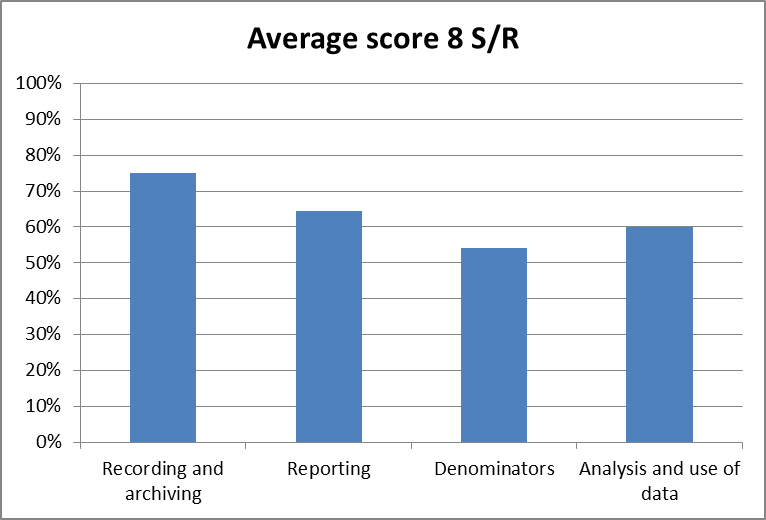 Average score 8 S/R
100%
90%
80%
70%
60%
50%
40%
30%
20%
10%
0%
Recording and
archiving
Reporting
Denominators
Analysis and use of
data